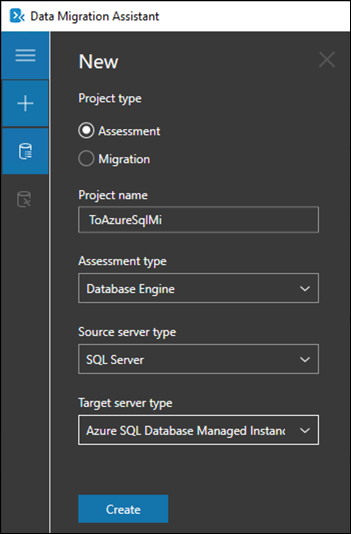 Data Migration Assistant
New
Project type
Assessment
Migration
Project name
ToAzureSqlMi
Assessment type
Database Engine
Source server type
SQL Server
Target server type
Azure SQL Database Managed Instanc
Create